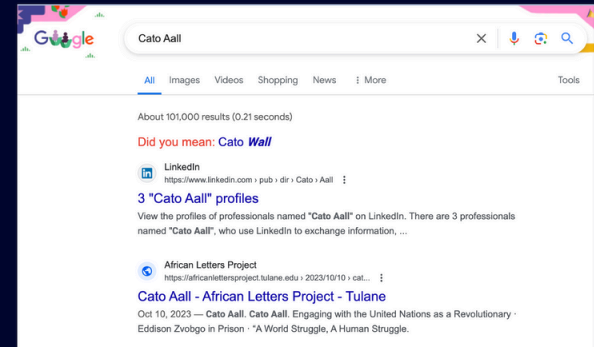 Google
Cato Aall
All Images Videos Shopping News More Tools
About 101,000 results (0.21 seconds)
Did you mean: Cato Wall
in LinkedIn
https://www.linkedin.com › pub › dir › Cato › Aall
3 "Cato Aall" profiles
View the profiles of professionals named "Cato Aall" on LinkedIn. There are 3 professionals
named "Cato Aall", who use LinkedIn to exchange information, ...
African Letters Project
https://africanlettersproject.tulane.edu › 2023/10/10 › cat...
Cato Aall - African Letters Project - Tulane
Oct 10, 2023 — Cato Aall. Cato Aall. Engaging with the United Nations as a Revolutionary ·
Eddison Zvobgo in Prison · "A World Struggle, A Human Struggle.